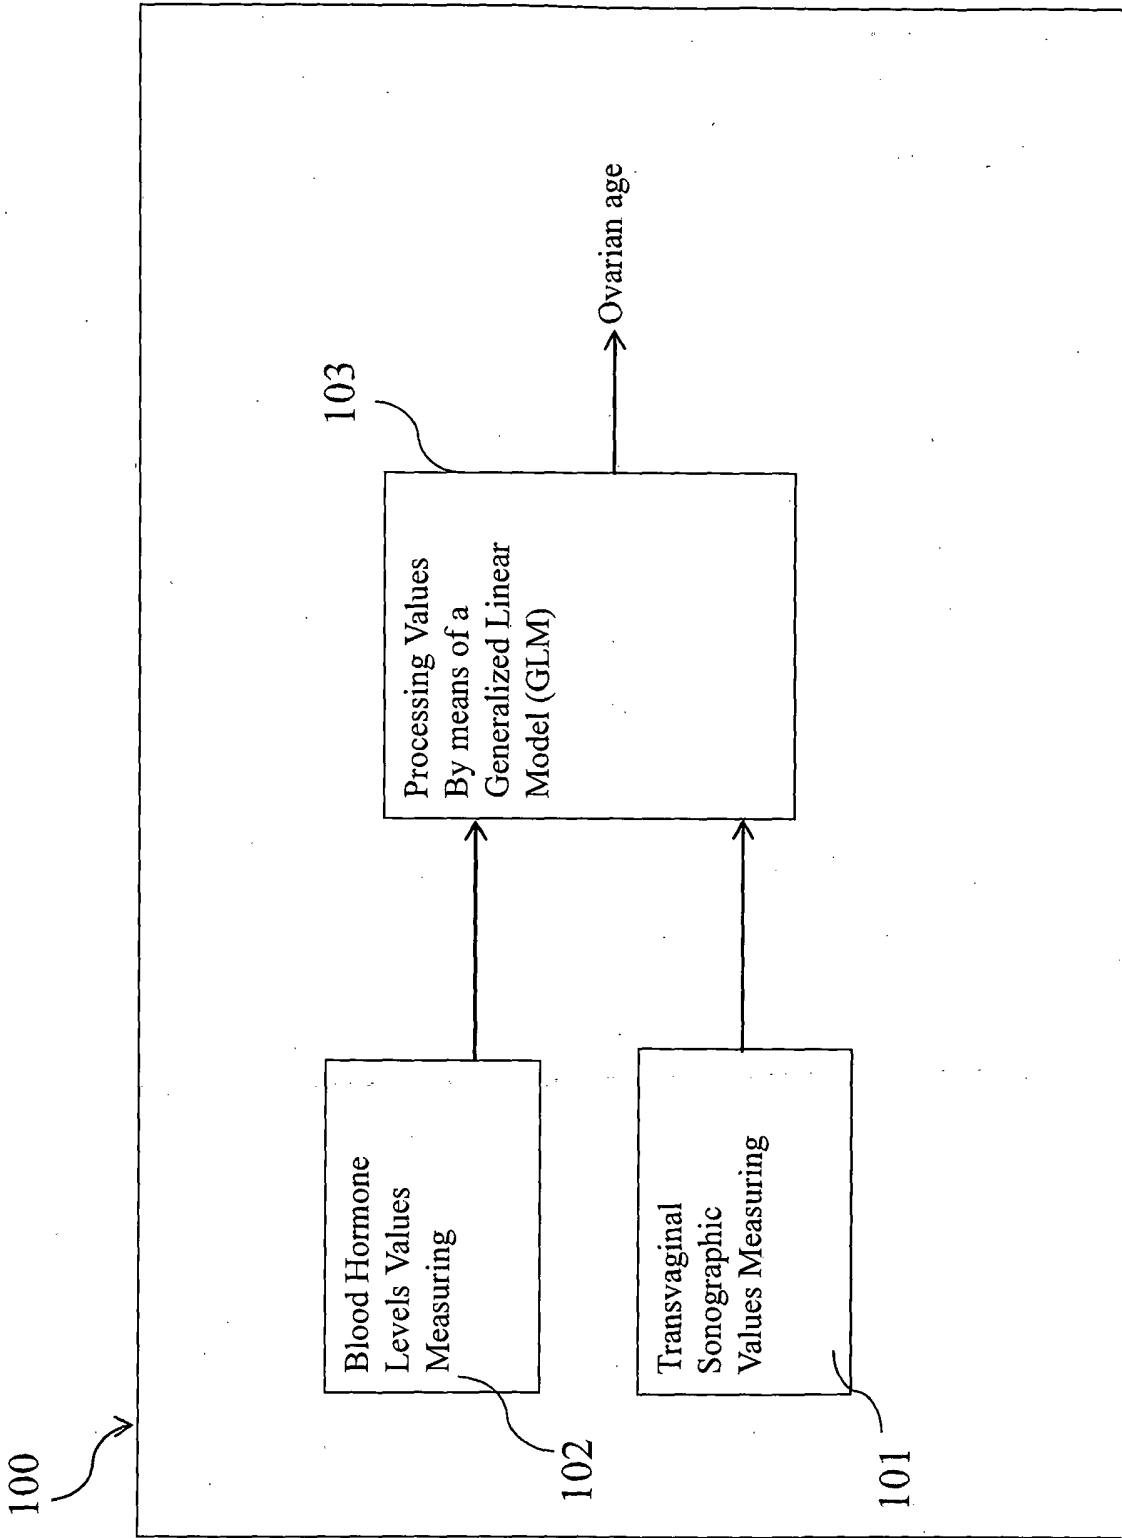 100
102
Blood Hormone
Levels Values
Measuring
101
Transvaginal
Sonographic
Values Measuring
103
Processing Values
By means of a
Generalized Linear
Model (GLM)
Ovarian age